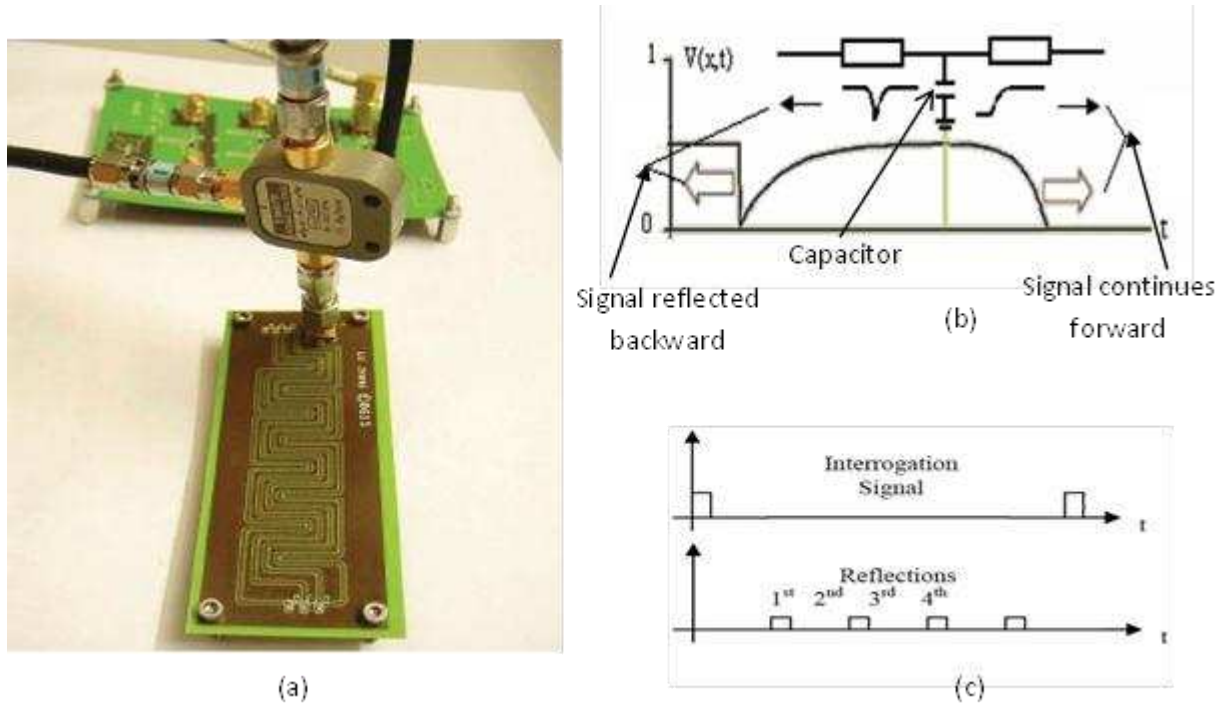 1
V(x,t)
0
t
Capacitor
Signal reflected
backward
Signal continues
forward
(b)
Interrogation
Signal
t
Reflections
1st 2nd 3rd 4th
t
(a)
(c)